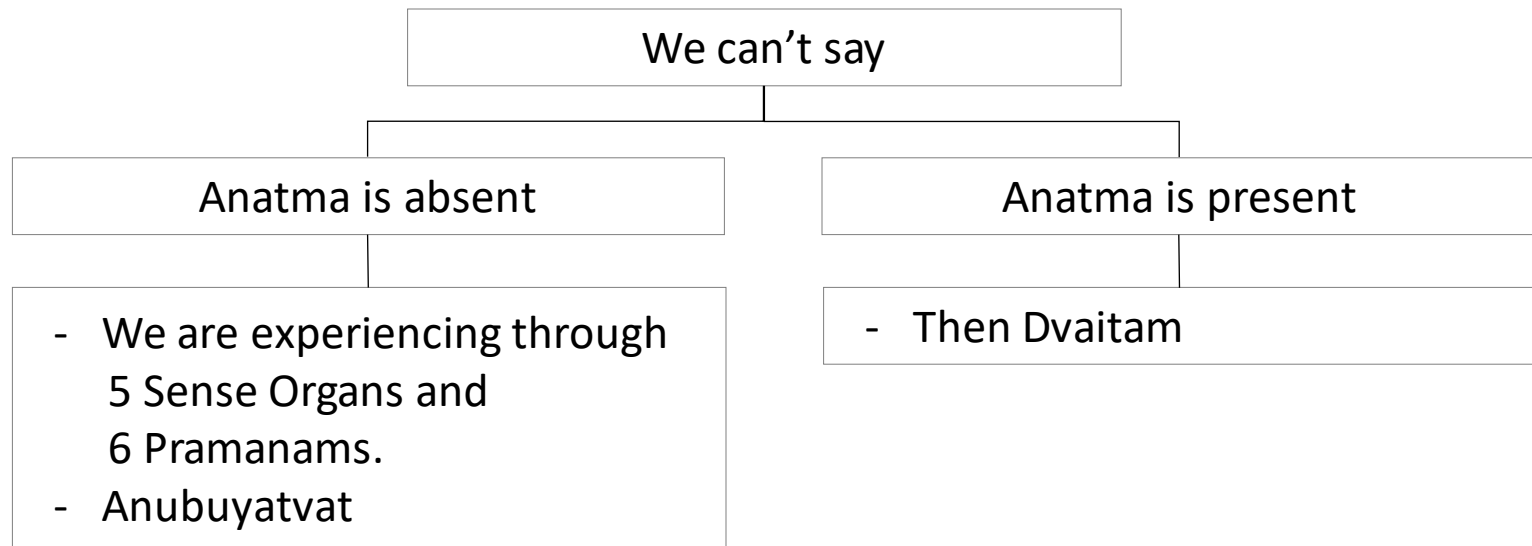 We can’t say
Anatma is absent
Anatma is present
- We are experiencing through
5 Sense Organs and
6 Pramanams.
- Anubuyatvat
- Then Dvaitam